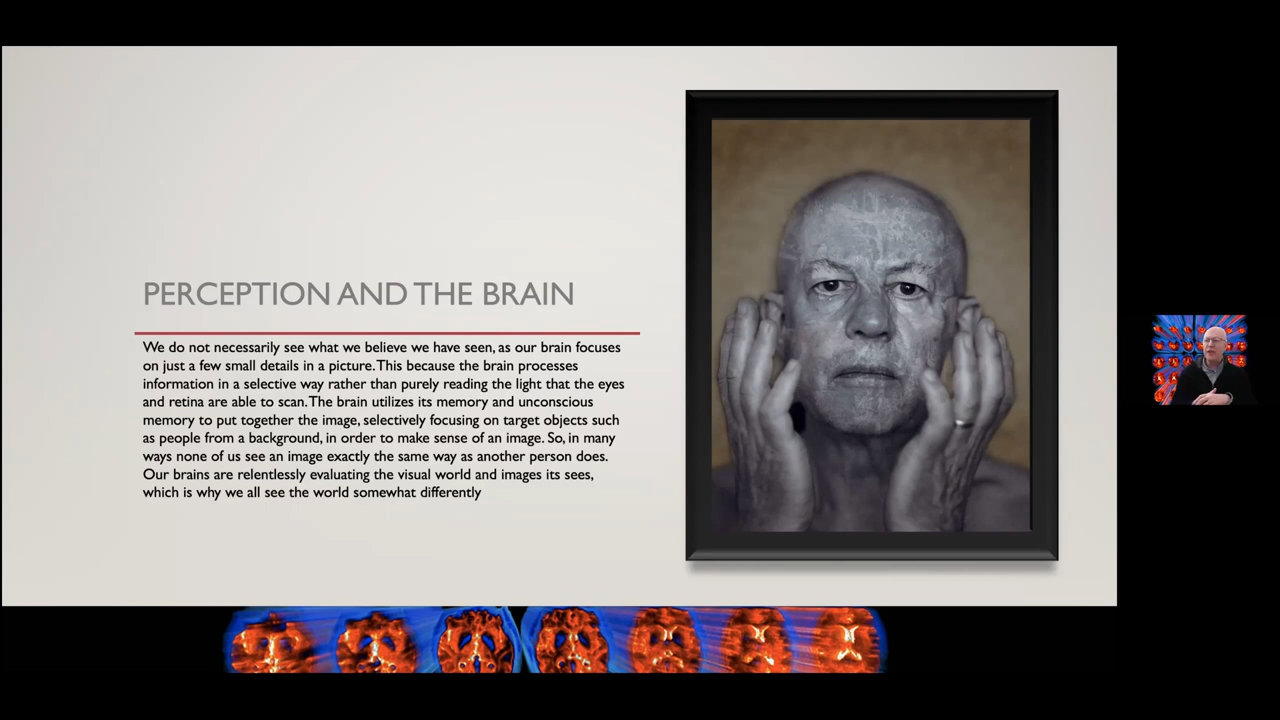 PERCEPTION AND THE BRAIN
We do not necessarily see what we believe we have seen, as our brain focuses
on just a few small details in a picture. This because the brain processes
information in a selective way rather than purely reading the light that the eyes
and retina are able to scan. The brain utilizes its memory and unconscious
memory to put together the image, selectively focusing on target objects such
as people from a background, in order to make sense of an image. So, in many
ways none of us see an image exactly the same way as another person does.
Our brains are relentlessly evaluating the visual world and images its sees,
which is why we all see the world somewhat differently